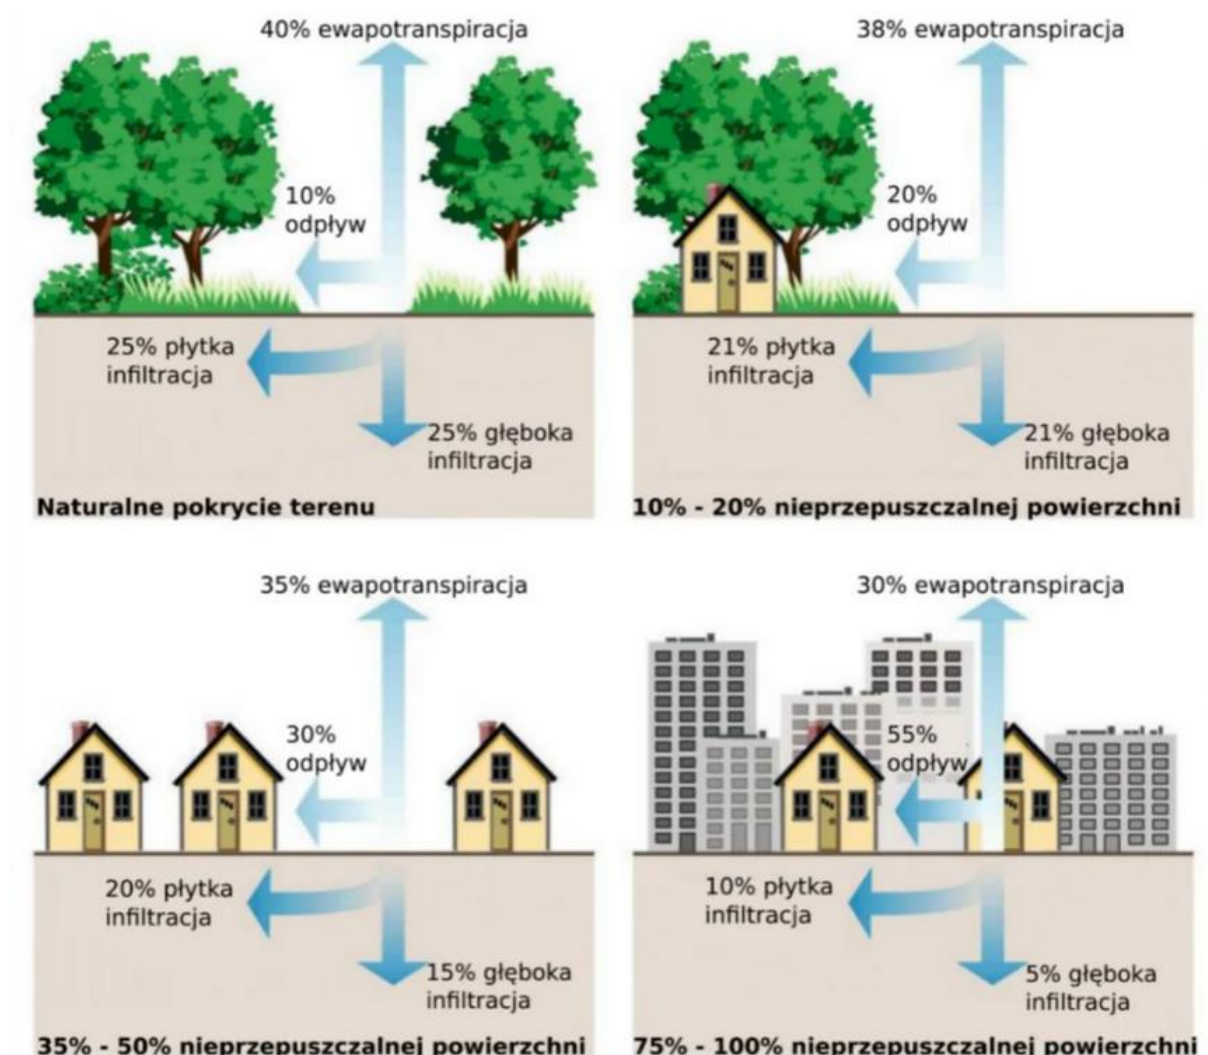 40% ewapotranspiracja
10%
odpływ
25% płytka
infiltracja
25% głęboka
infiltracja
Naturalne pokrycie terenu
38% ewapotranspiracja
20%
odpływ
21% płytka
infiltracja
21% głęboka
infiltracja
10% - 20% nieprzepuszczalnej powierzchni
35% ewapotranspiracja
30%
odpływ
20% płytka
infiltracja
15% głęboka
infiltracja
35% - 50% nieprzepuszczalnej powierzchni
30% ewapotranspiracja
55%
odpływ
10% płytka
infiltracja
5% głęboka
infiltracja
75% - 100% nieprzepuszczalnej powierzchni